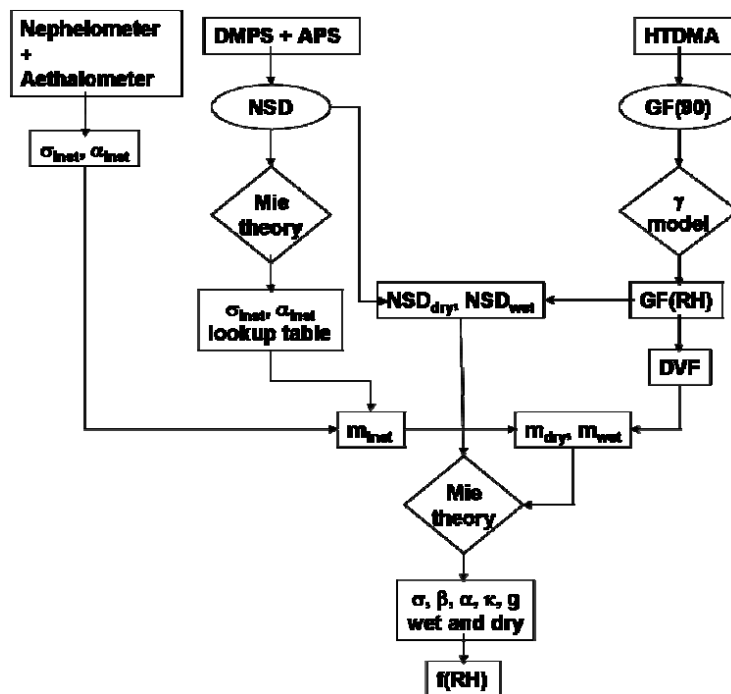 Nephelometer
+
Aethalometer
DMPS + APS
HTDMA
NSD
GF(90)
σinst, αinst
Mie
theory
γ
model
σinst, αinst
lookup table
NSDdry, NSDwet
GF(RH)
DVF
minst
mdry, mwet
Mie
theory
σ, β, α, κ, g
wet and dry
f(RH)